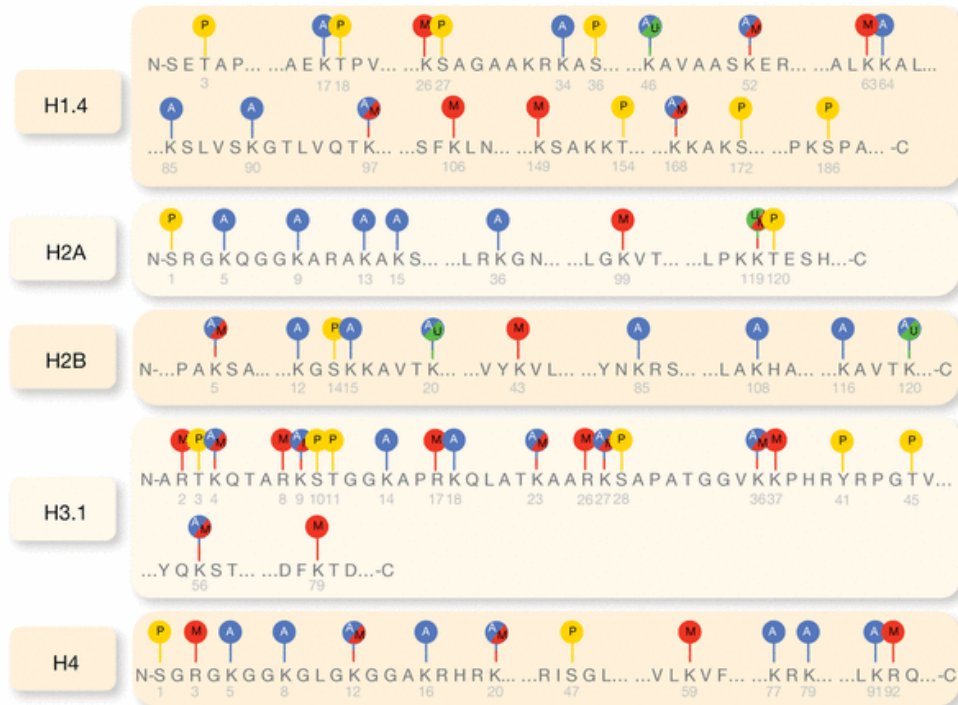 P A P M P A P A U A M M A
H1.4
N-SETAP... ...AEKTPV... ...KSAGAAKRKAS... ...KAVAASKER... ...ALKKAL...
3 17 18 26 27 34 36 46 52 63 64
A A A M M M P A M P P
...KSLVSKGTLVQTK... ...SFKLN... ...KSAKKT... ...KKAKS... ...PKSPA... -C
85 90 97 106 149 154 168 172 186
P A A A A A M U M P
H2A
N-SRGKQGGKARAKAKS... ...LRKGN... ...LGKVT... ...LPKKTESH...-C
1 5 9 13 15 36 99 119 120
A M A P A A U M A A A A U
H2B
N-...PAKSA... ...KGSKKAVTK... ...VYKVL... ...YNKRS... ...LAKHA... ...KAVTK...-C
5 12 14 15 20 43 85 108 116 120
M P A M M A M P P A M A A M M A M P A M M P P
H3.1
N-ARTKQTARKSTGGKAPRKQLATKAARKSAPATGGVKKPHRYRPGTV...
2 3 4 8 9 10 11 14 17 18 23 26 27 28 36 37 41 45
A M M
...YQKST... ...DFKTD...-C
56 79
P M A A A M A A M P M A A A M
H4
N-SGRGKGGKGLGKGGAKRHRK... ...RISGL... ...VLKVF... ...KRK... ...LKRQ...-C
1 3 5 8 12 16 20 47 59 77 79 91 92